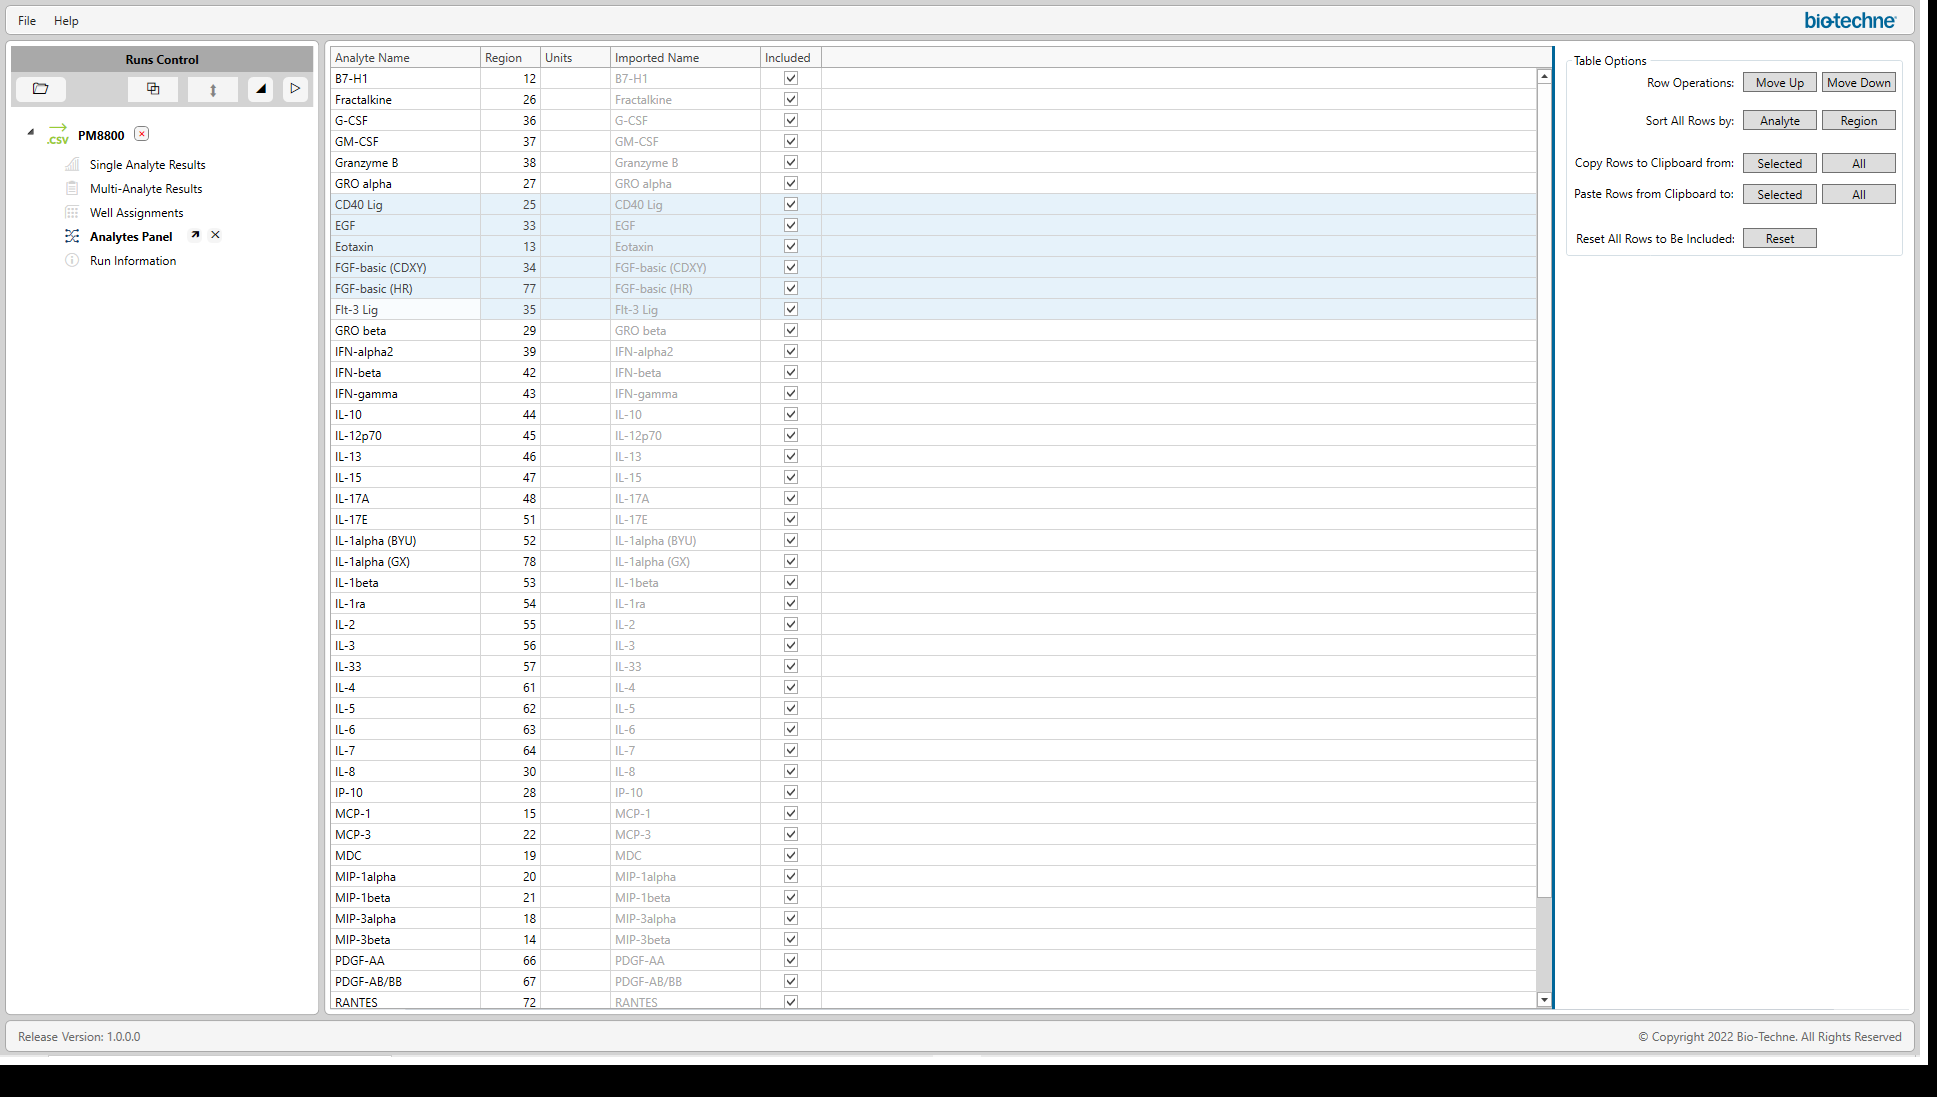 File Help
bio-techne
Runs Control
.CSV PM8800
Single Analyte Results
Multi-Analyte Results
Well Assignments
Analytes Panel
Run Information
Analyte Name Region Units Imported Name Included
B7-H1 12 B7-H1
Fractalkine 26 Fractalkine
G-CSF 36 G-CSF
GM-CSF 37 GM-CSF
Granzyme B 38 Granzyme B
GRO alpha 27 GRO alpha
CD40 Lig 25 CD40 Lig
EGF 33 EGF
Eotaxin 13 Eotaxin
FGF-basic (CDXY) 34 FGF-basic (CDXY)
FGF-basic (HR) 77 FGF-basic (HR)
Flt-3 Lig 35 Flt-3 Lig
GRO beta 29 GRO beta
IFN-alpha2 39 IFN-alpha2
IFN-beta 42 IFN-beta
IFN-gamma 43 IFN-gamma
IL-10 44 IL-10
IL-12p70 45 IL-12p70
IL-13 46 IL-13
IL-15 47 IL-15
IL-17A 48 IL-17A
IL-17E 51 IL-17E
IL-1alpha (BYU) 52 IL-1alpha (BYU)
IL-1alpha (GX) 78 IL-1alpha (GX)
IL-1beta 53 IL-1beta
IL-1ra 54 IL-1ra
IL-2 55 IL-2
IL-3 56 IL-3
IL-33 57 IL-33
IL-4 61 IL-4
IL-5 62 IL-5
IL-6 63 IL-6
IL-7 64 IL-7
IL-8 30 IL-8
IP-10 28 IP-10
MCP-1 15 MCP-1
MCP-3 22 MCP-3
MDC 19 MDC
MIP-1alpha 20 MIP-1alpha
MIP-1beta 21 MIP-1beta
MIP-3alpha 18 MIP-3alpha
MIP-3beta 14 MIP-3beta
PDGF-AA 66 PDGF-AA
PDGF-AB/BB 67 PDGF-AB/BB
RANTES 72 RANTES
Table Options
Row Operations: Move Up Move Down
Sort All Rows by: Analyte Region
Copy Rows to Clipboard from: Selected All
Paste Rows from Clipboard to: Selected All
Reset All Rows to Be Included: Reset
Release Version: 1.0.0.0
© Copyright 2022 Bio-Techne. All Rights Reserved